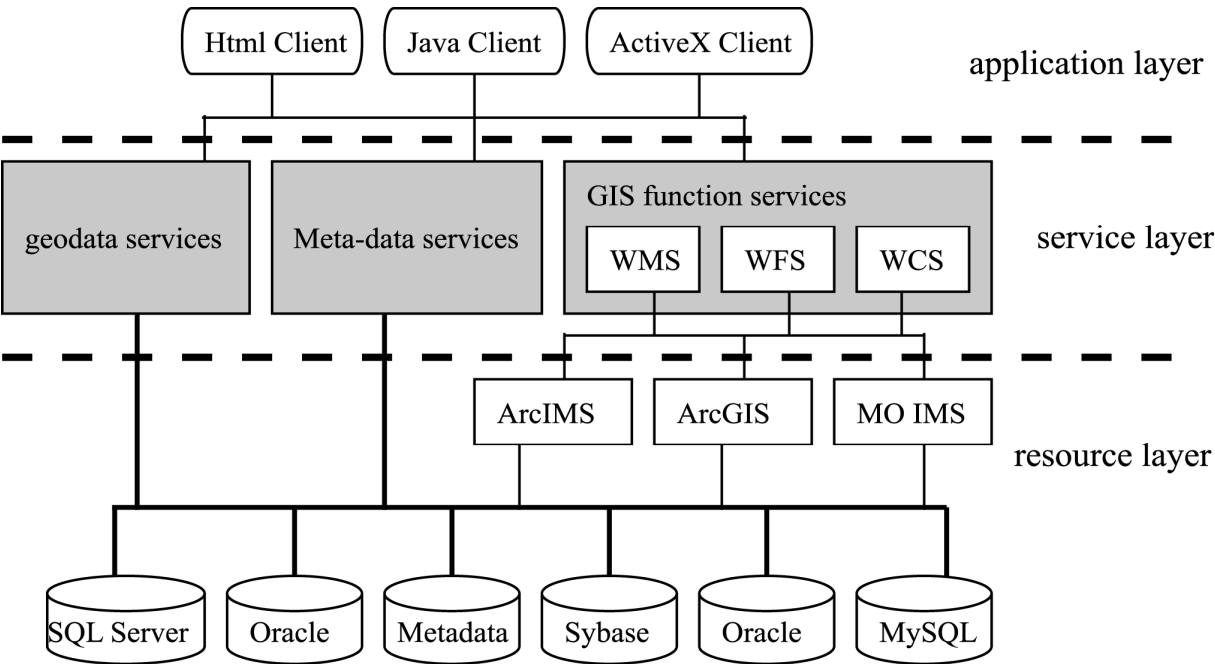 Html Client
Java Client
ActiveX Client
application layer
geodata services
Meta-data services
GIS function services
WMS
WFS
WCS
service layer
ArcIMS
ArcGIS
MO IMS
resource layer
SQL Server
Oracle
Metadata
Sybase
Oracle
MySQL